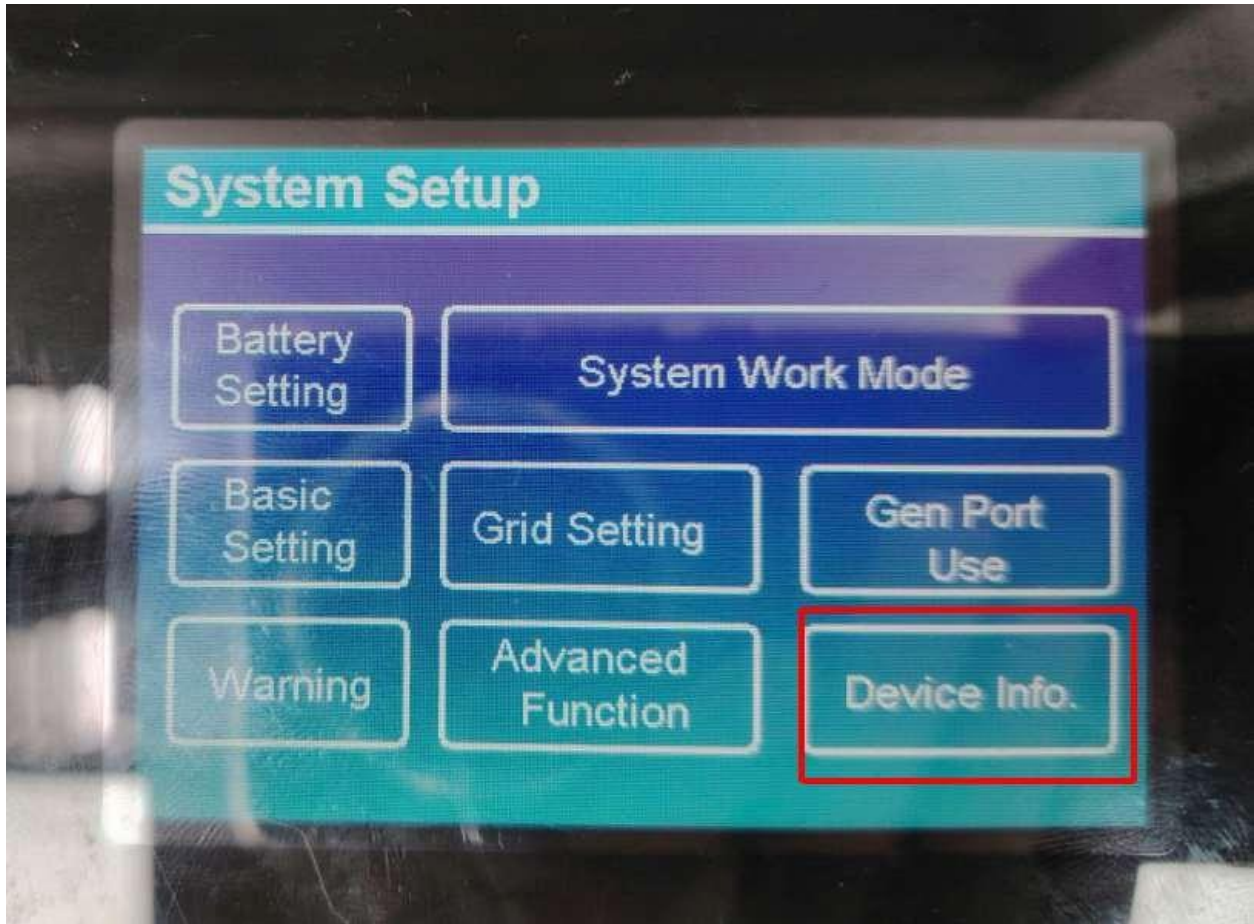 System Setup
Battery
Setting
System Work Mode
Basic
Setting
Grid Setting
Gen Port
Use
Warning
Advanced
Function
Device Info.